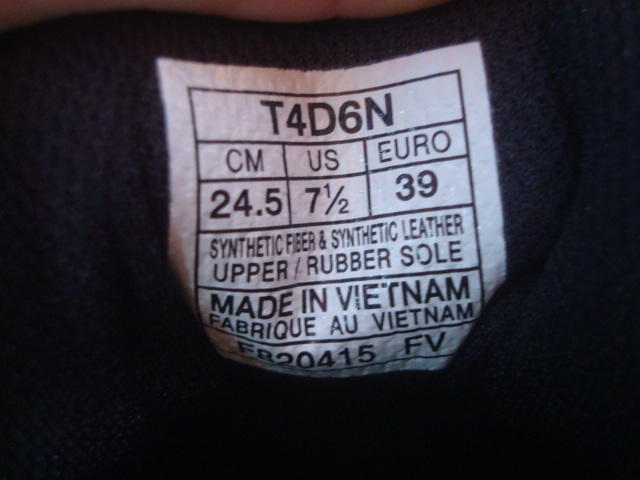 T4D6N
CM US EURO
24.5 7½ 39
SYNTHETIC FIBER & SYNTHETIC LEATHER
UPPER / RUBBER SOLE
MADE IN VIETNAM
FABRIQUE AU VIETNAM
F820415 FV